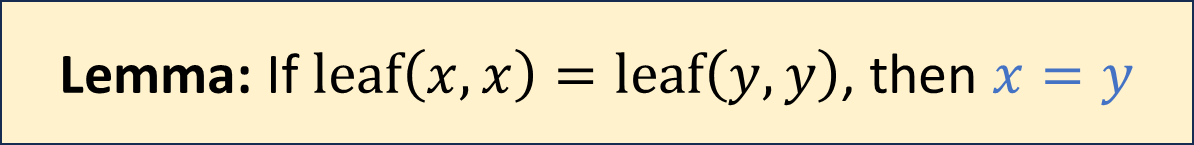 Lemma: If leaf(x, x) = leaf(y, y), then x = y